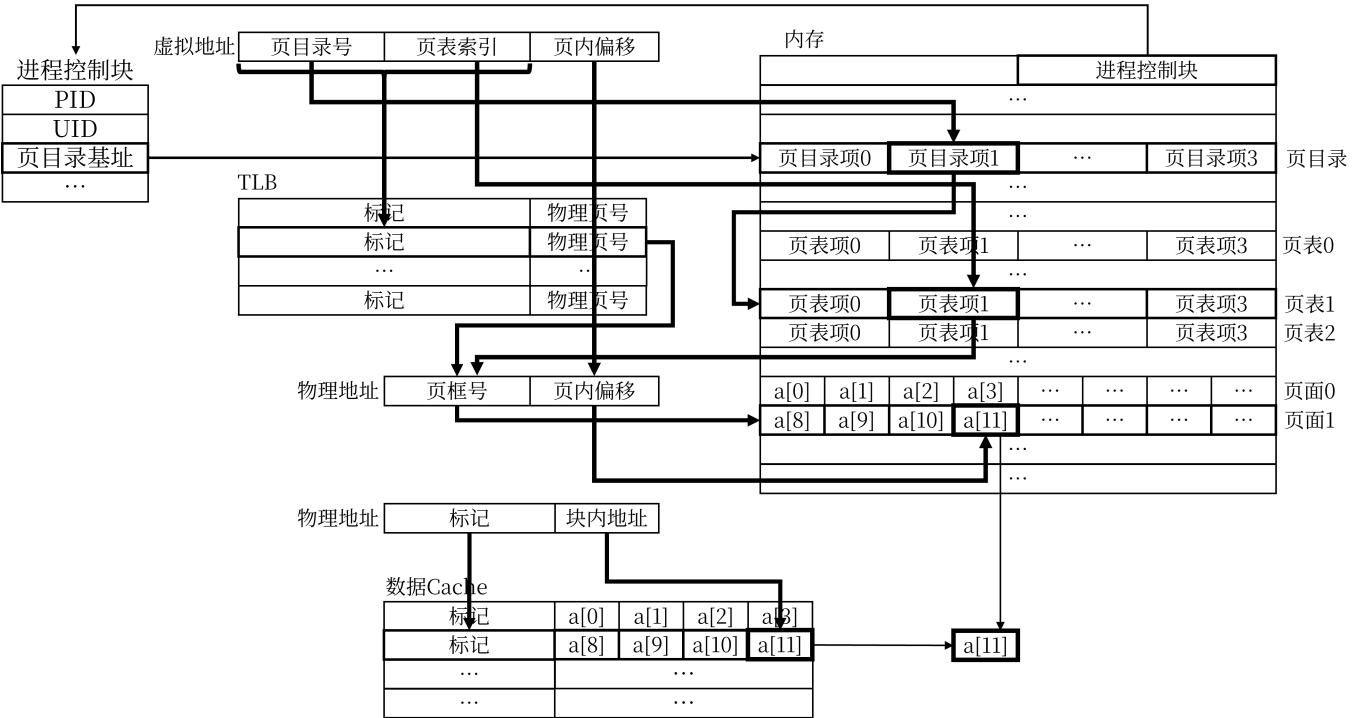 虚拟地址 页目录号 页表索引 页内偏移
内存
进程控制块
进程控制块
PID
…
UID
页目录基址
页目录项0 页目录项1 … 页目录项3 页目录
…
…
TLB
标记 物理页号
…
标记 物理页号
页表项0 页表项1 … 页表项3 页表0
… …
…
标记 物理页号
页表项0 页表项1 … 页表项3 页表1
页表项0 页表项1 … 页表项3 页表2
…
物理地址 页框号 页内偏移
a[0] a[1] a[2] a[3] … … … … 页面0
a[8] a[9] a[10] a[11] … … … … 页面1
…
…
物理地址 标记 块内地址
数据Cache
标记 a[0] a[1] a[2] a[3]
标记 a[8] a[9] a[10] a[11]
a[11]
… …
… …